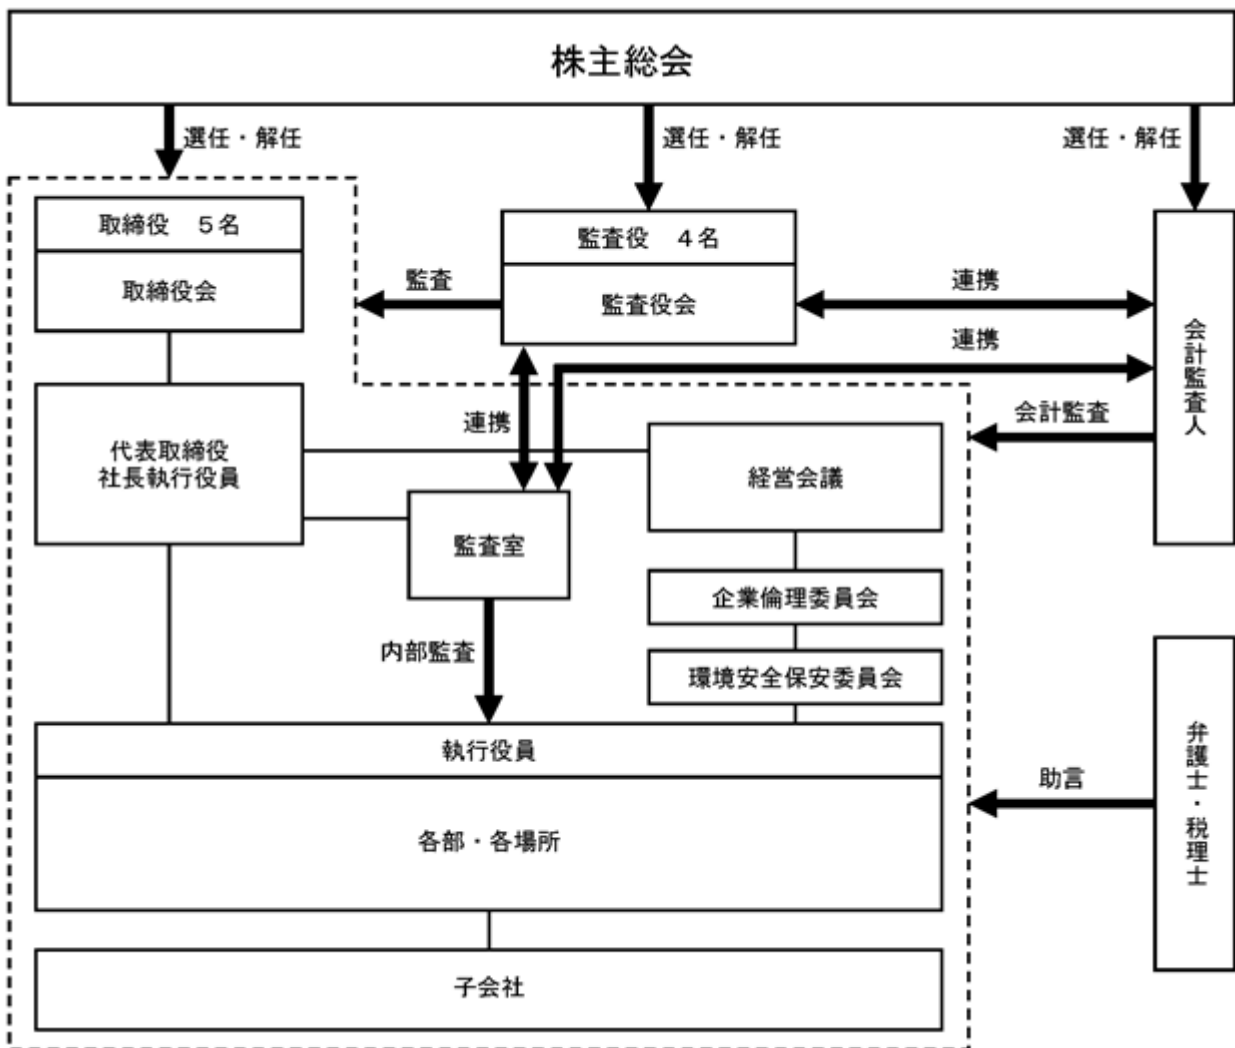 株主総会
選任・解任
選任・解任
選任・解任
取締役　５名
取締役会
監査役　４名
監査役会
監査
連携
連携
会計監査人
会計監査
連携
代表取締役
社長執行役員
経営会議
監査室
企業倫理委員会
内部監査
環境安全保安委員会
執行役員
各部・各場所
助言
弁護士・税理士
子会社